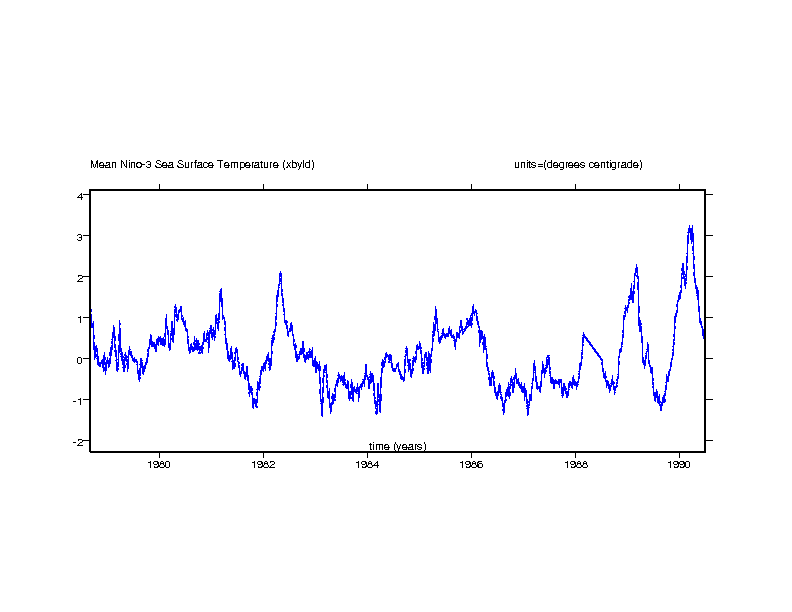 Mean Nino-3 Sea Surface Temperature (xbyld) units=(degrees centigrade)
4
3
2
1
0
-1
-2
time (years)
1980 1982 1984 1986 1988 1990